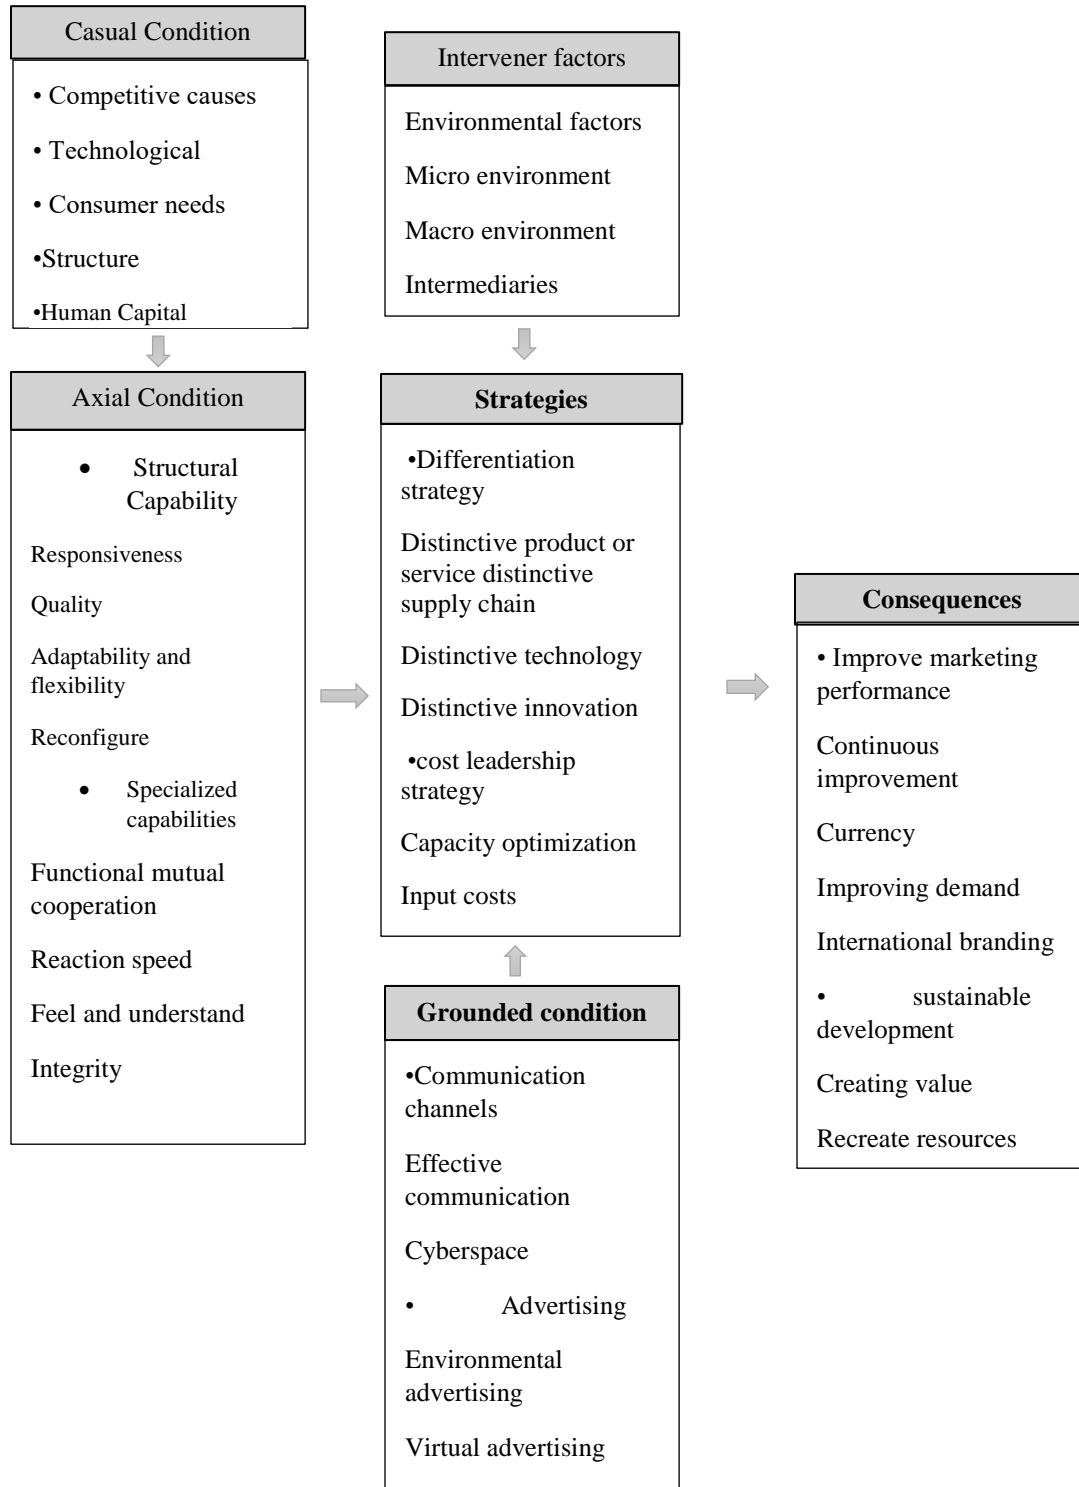 Casual Condition
• Competitive causes
• Technological
• Consumer needs
•Structure
•Human Capital
Intervener factors
Environmental factors
Micro environment
Macro environment
Intermediaries
Axial Condition
• Structural
Capability
Responsiveness
Quality
Adaptability and
flexibility
Reconfigure
• Specialized
capabilities
Functional mutual
cooperation
Reaction speed
Feel and understand
Integrity
Strategies
•Differentiation
strategy
Distinctive product or
service distinctive
supply chain
Distinctive technology
Distinctive innovation
•cost leadership
strategy
Capacity optimization
Input costs
Grounded condition
•Communication
channels
Effective
communication
Cyberspace
• Advertising
Environmental
advertising
Virtual advertising
Consequences
• Improve marketing
performance
Continuous
improvement
Currency
Improving demand
International branding
• sustainable
development
Creating value
Recreate resources